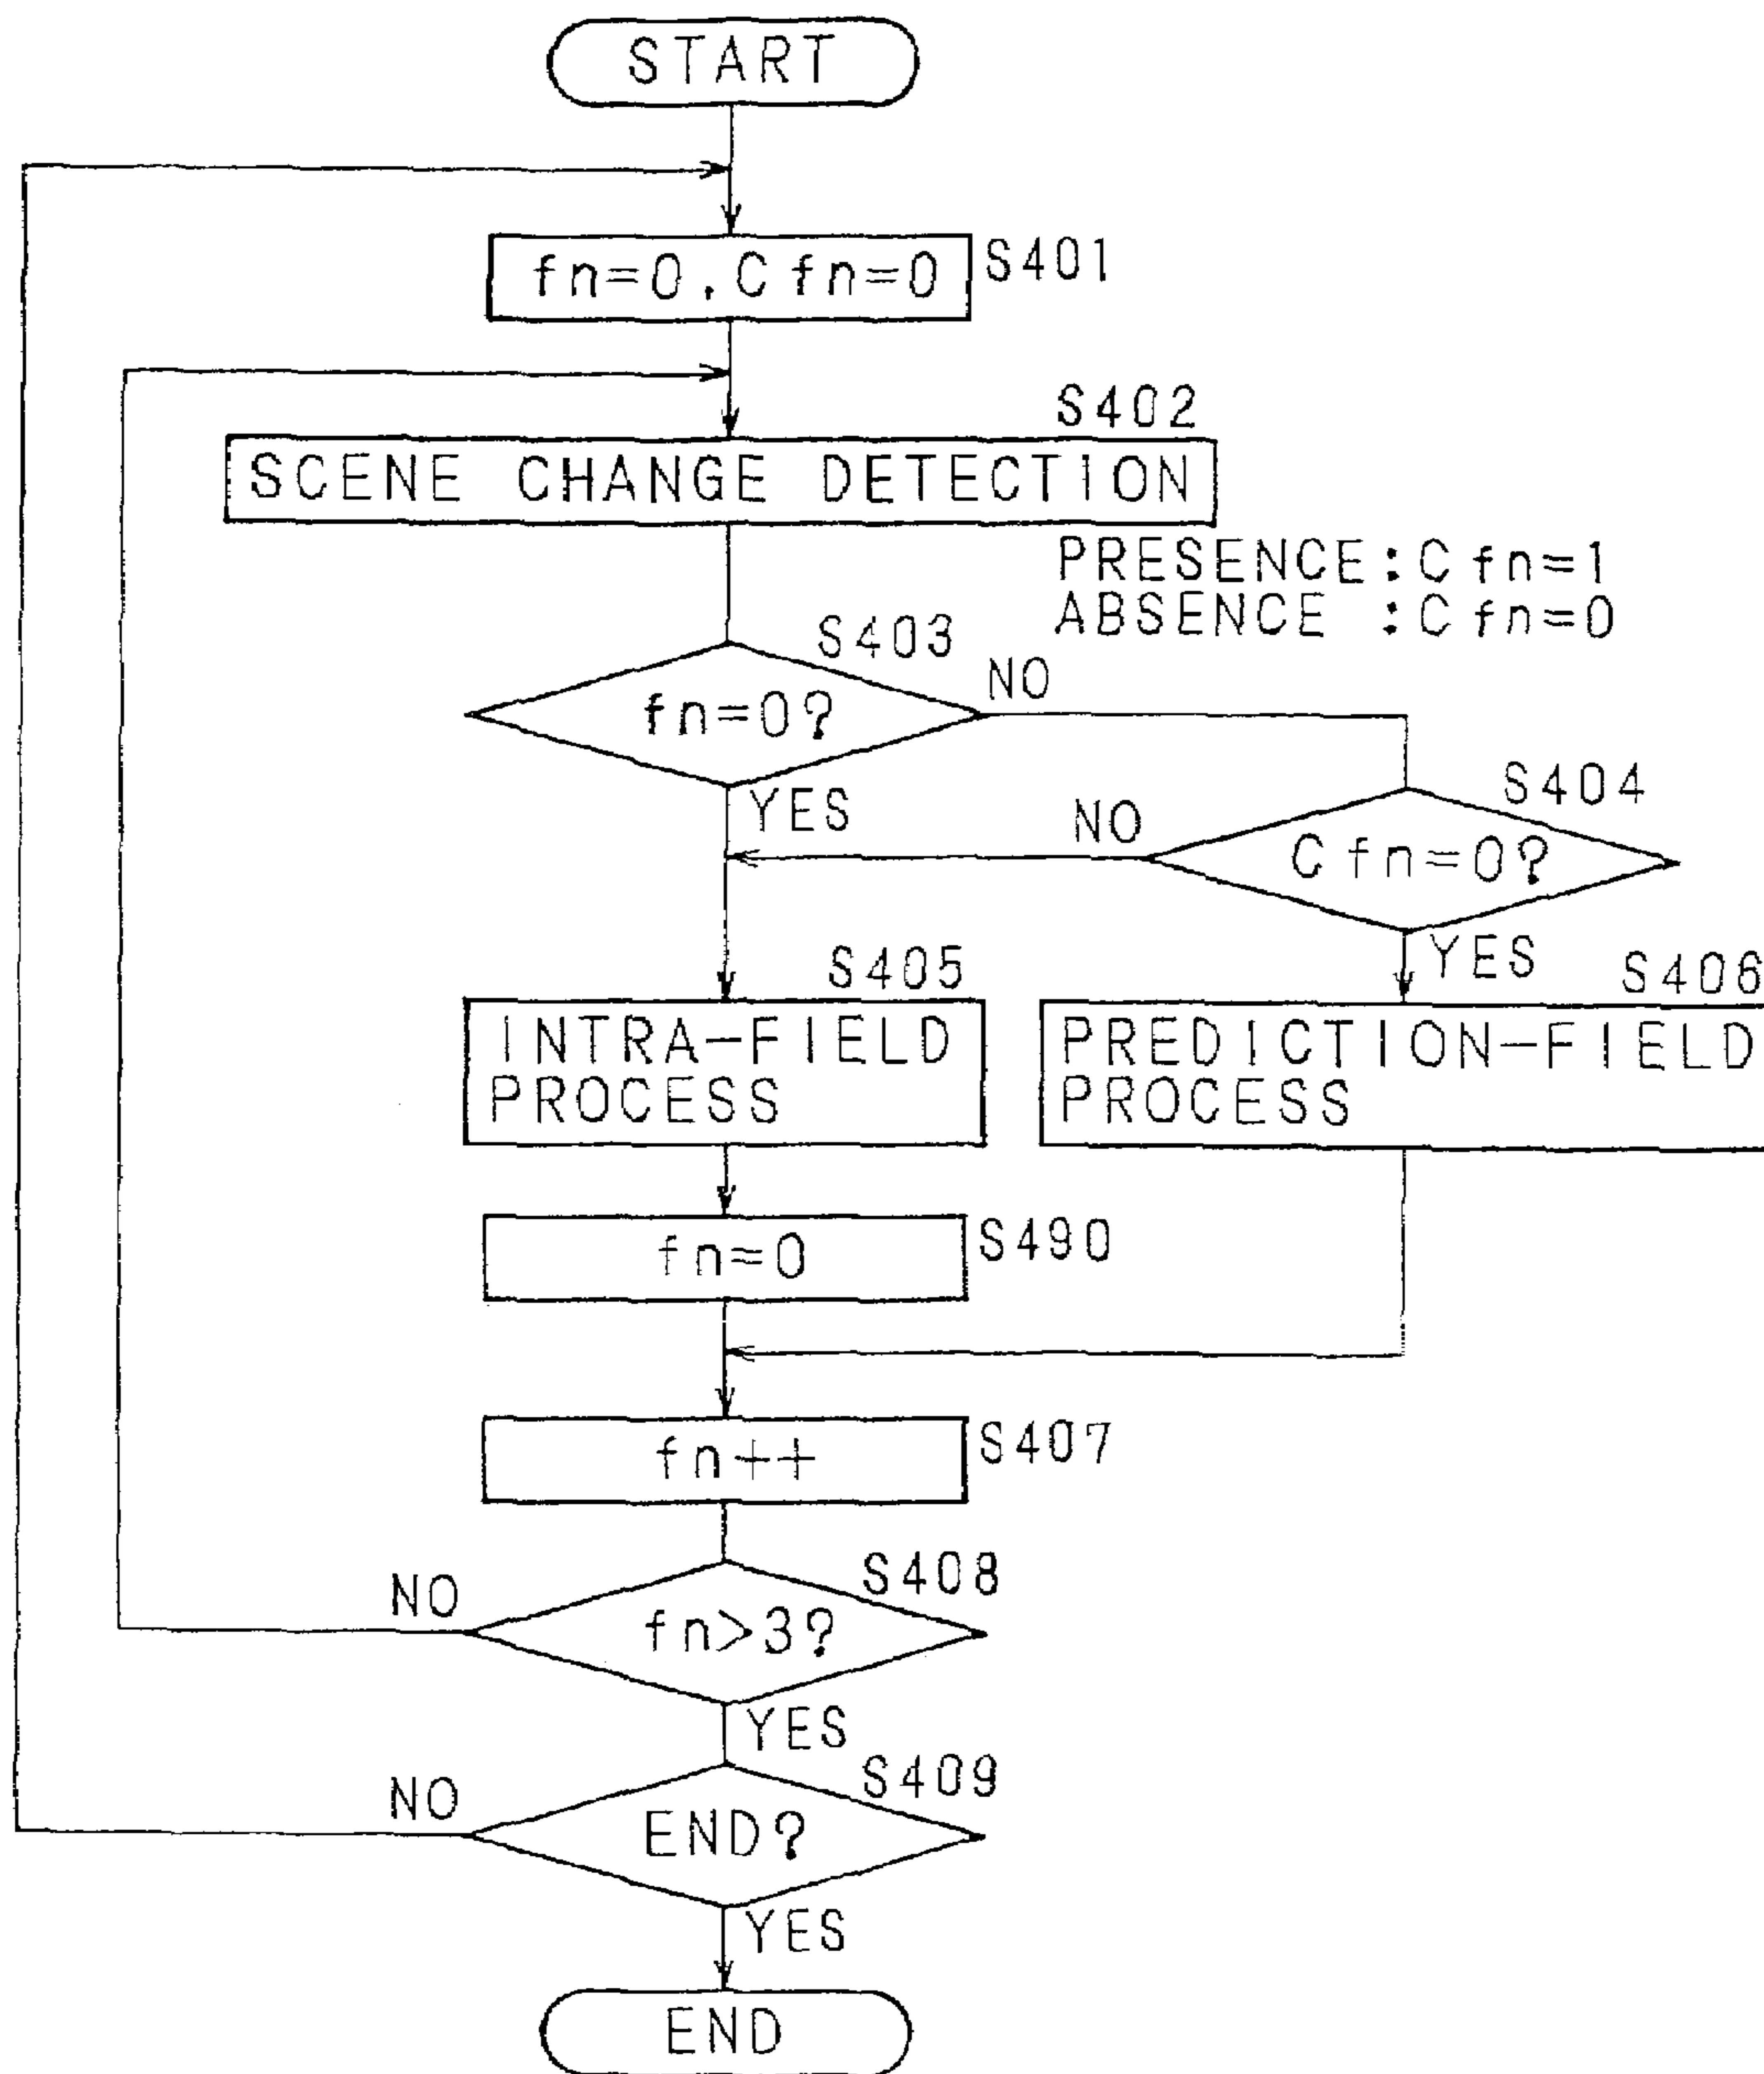 START
fn=0.Cfn=0
S401
S402
SCENE CHANGE DETECTION
PRESENCE:Cfn=1
ABSENCE :Cfn=0
S403
fn=0?
NO
YES
S404
Cfn=0?
NO
YES
S405
INTRA-FIELD
PROCESS
S406
PREDICTION-FIELD
PROCESS
fn=0
S490
fn++
S407
S408
fn>3?
NO
YES
S409
END?
NO
YES
END